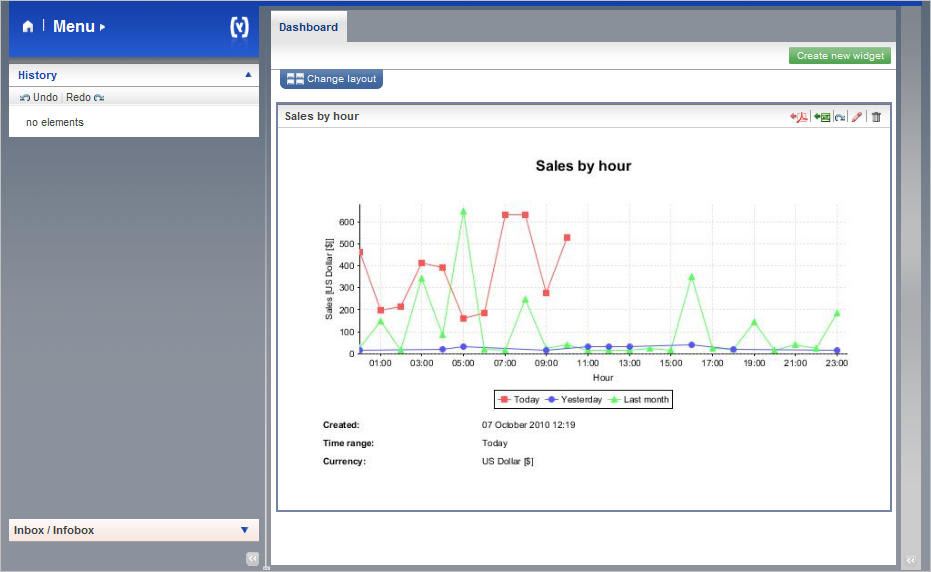 Menu
Dashboard
Create new widget
History
Undo | Redo
no elements
Change layout
Sales by hour
Sales by hour
Sales [US Dollar [$]]
600
500
400
300
200
100
0
01:00 03:00 05:00 07:00 09:00 11:00 13:00 15:00 17:00 19:00 21:00 23:00
Hour
Today Yesterday Last month
Created: 07 October 2010 12:19
Time range: Today
Currency: US Dollar [$]
Inbox / Infobox